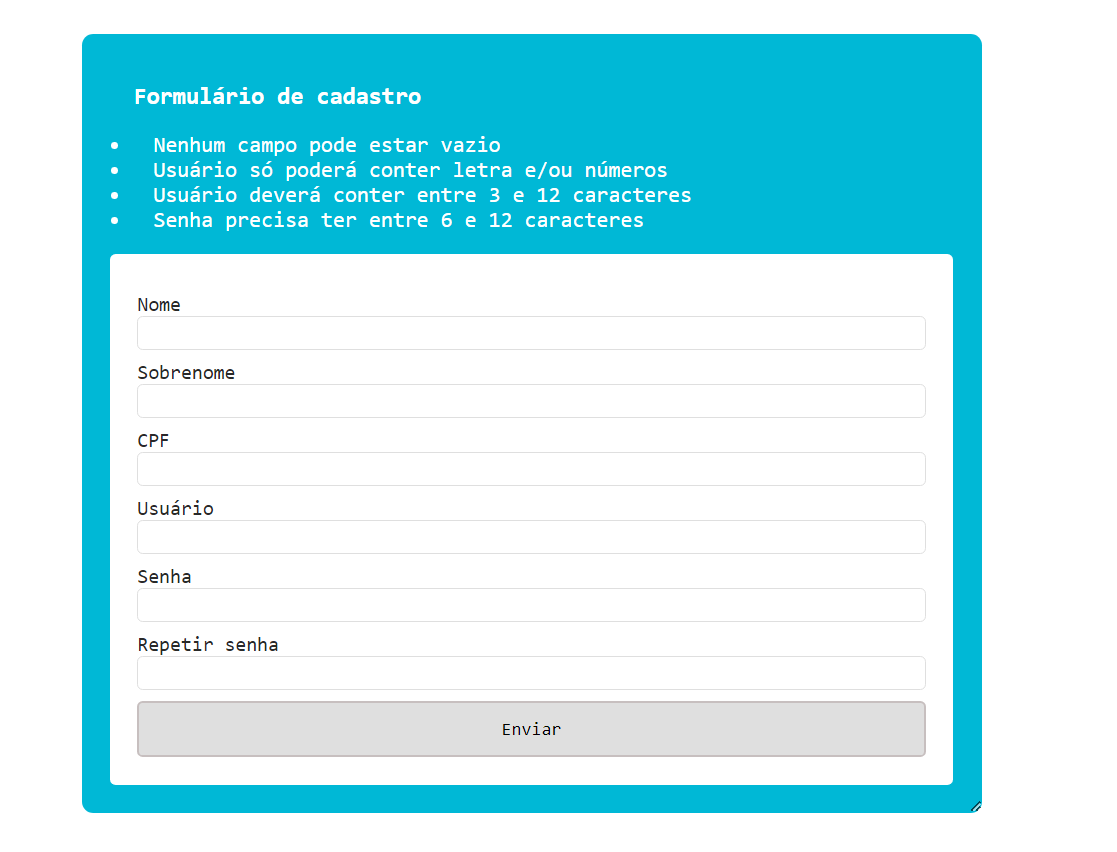 Formulário de cadastro
Nenhum campo pode estar vazio
Usuário só poderá conter letra e/ou números
Usuário deverá conter entre 3 e 12 caracteres
Senha precisa ter entre 6 e 12 caracteres
Nome
Sobrenome
CPF
Usuário
Senha
Repetir senha
Enviar